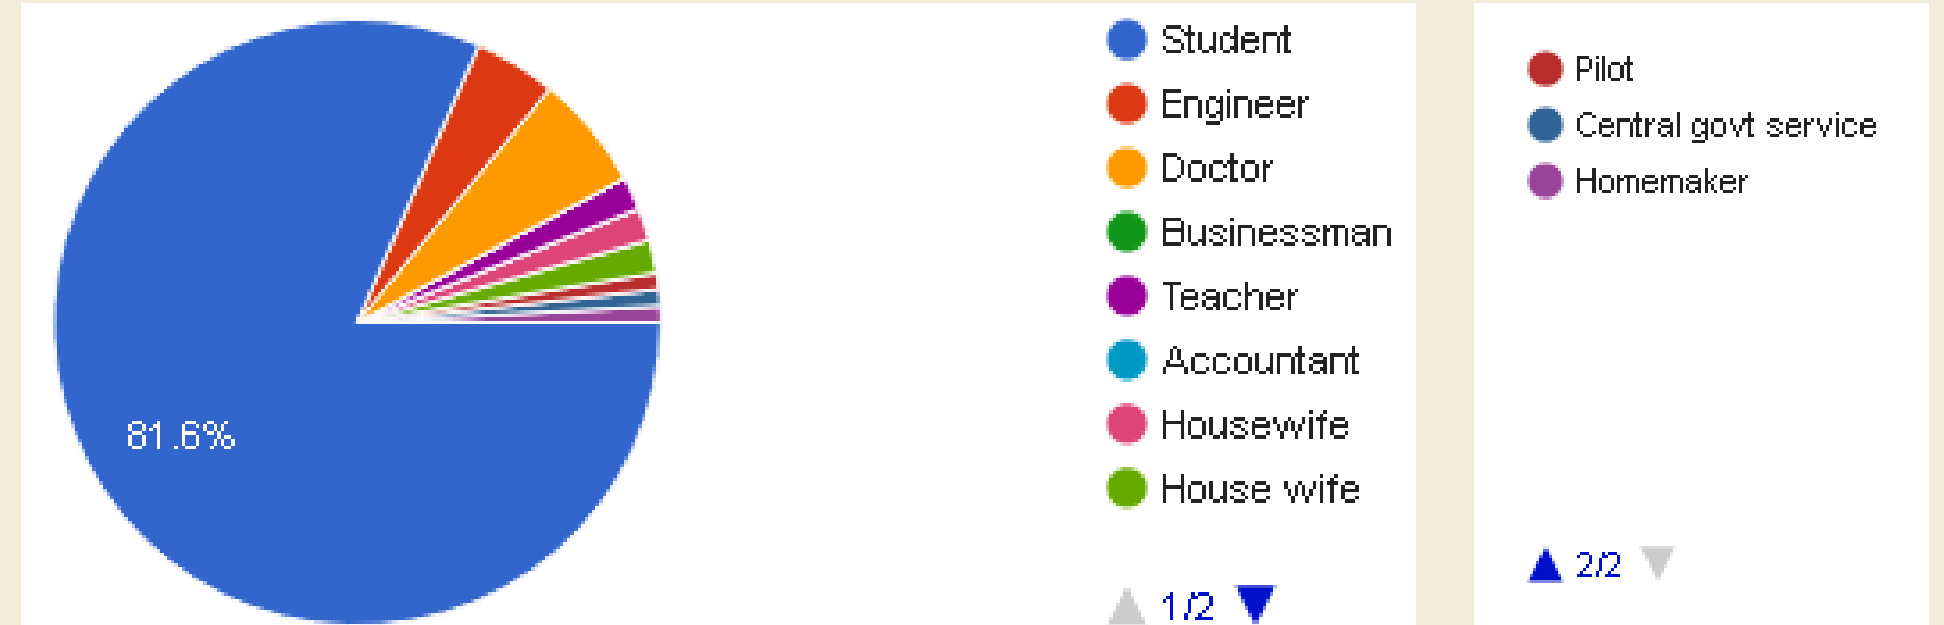 81.6%
Student
Engineer
Doctor
Businessman
Teacher
Accountant
Housewife
House wife
1/2
Pilot
Central govt service
Homemaker
2/2